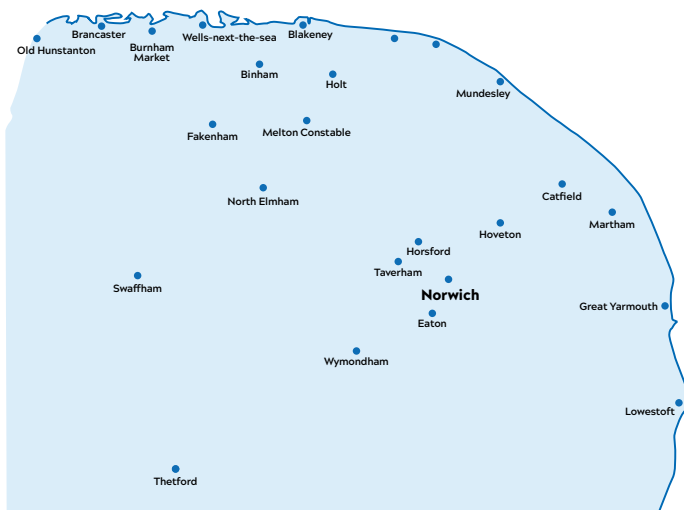 Brancaster
Wells-next-the-sea
Blakeney
Old Hunstanton
Burnham
Market
Binham
Holt
Mundesley
Fakenham
Melton Constable
North Elmham
Catfield
Martham
Hoveton
Horsford
Taverham
Swaffham
Norwich
Great Yarmouth
Eaton
Wymondham
Lowestoft
Thetford